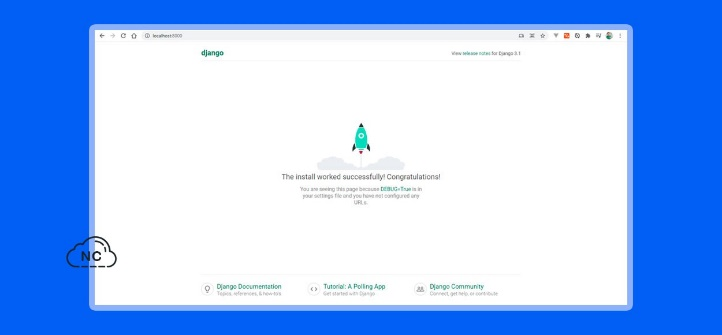 localhost:8000
django
View release notes for Django 3.1
The install worked successfully! Congratulations!
You are seeing this page because DEBUG=True is in
your settings file and you have not configured any
URLs.
NC
Django Documentation
Topics, references, & how-to's
Tutorial: A Polling App
Get started with Django
Django Community
Connect, get help, or contribute